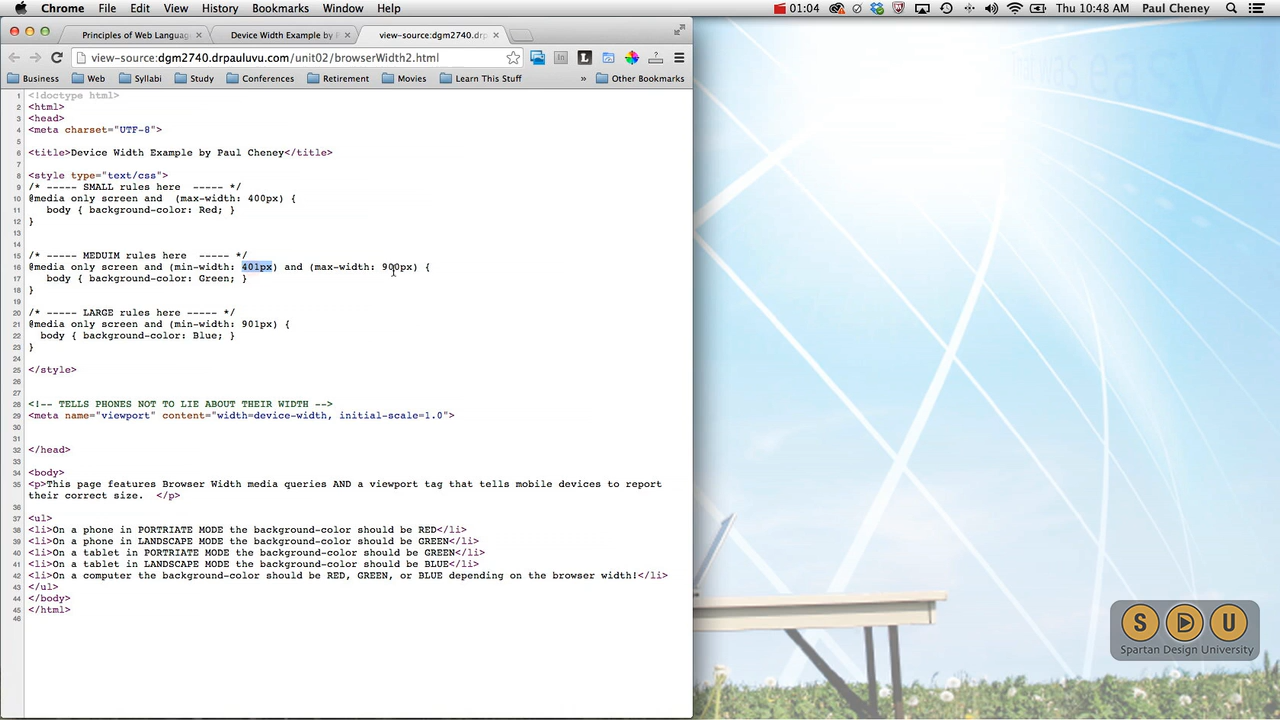 Chrome File Edit View History Bookmarks Window Help 01:04 Thu 10:48 AM Paul Cheney
Principles of Web Languag × Device Width Example by P × view-source:dgm2740.drpa ×
view-source:dgm2740.drpauluvu.com/unit02/browserWidth2.html
Business Web Syllabi Study Conferences Retirement Movies Learn This Stuff » Other Bookmarks
1 <!doctype html>
2 <html>
3 <head>
4 <meta charset="UTF-8">
5
6 <title>Device Width Example by Paul Cheney</title>
7
8 <style type="text/css">
9 /* ----- SMALL rules here ----- */
10 @media only screen and  (max-width: 400px) {
11    body { background-color: Red; }
12 }
13
14
15 /* ----- MEDUIM rules here  ----- */
16 @media only screen and (min-width: 401px) and (max-width: 900px) {
17    body { background-color: Green; }
18 }
19
20 /* ----- LARGE rules here ----- */
21 @media only screen and (min-width: 901px) {
22   body { background-color: Blue; }
23 }
24
25 </style>
26
27
28 <!-- TELLS PHONES NOT TO LIE ABOUT THEIR WIDTH -->
29 <meta name="viewport" content="width=device-width, initial-scale=1.0">
30
31
32 </head>
33
34 <body>
35 <p>This page features Browser Width media queries AND a viewport tag that tells mobile devices to report
their correct size.  </p>
36
37 <ul>
38 <li>On a phone in PORTRIATE MODE the background-color should be RED</li>
39 <li>On a phone in LANDSCAPE MODE the background-color should be GREEN</li>
40 <li>On a tablet in PORTRIATE MODE the background-color should be GREEN</li>
41 <li>On a tablet in LANDSCAPE MODE the background-color should be BLUE</li>
42 <li>On a computer the background-color should be RED, GREEN, or BLUE depending on the browser width!</li>
43 </ul>
44 </body>
45 </html>
46
S D U
Spartan Design University